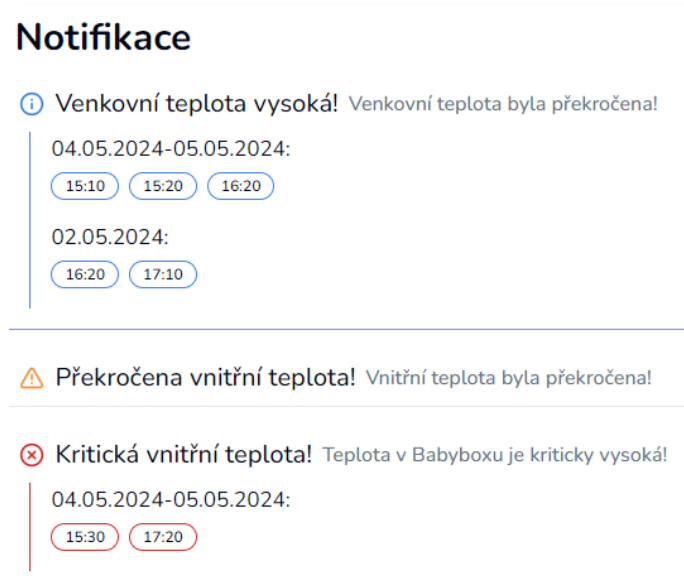 Notifikace
Venkovní teplota vysoká! Venkovní teplota byla překročena!
04.05.2024-05.05.2024:
15:10 15:20 16:20
02.05.2024:
16:20 17:10
Překročena vnitřní teplota! Vnitřní teplota byla překročena!
Kritická vnitřní teplota! Teplota v Babyboxu je kriticky vysoká!
04.05.2024-05.05.2024:
15:30 17:20